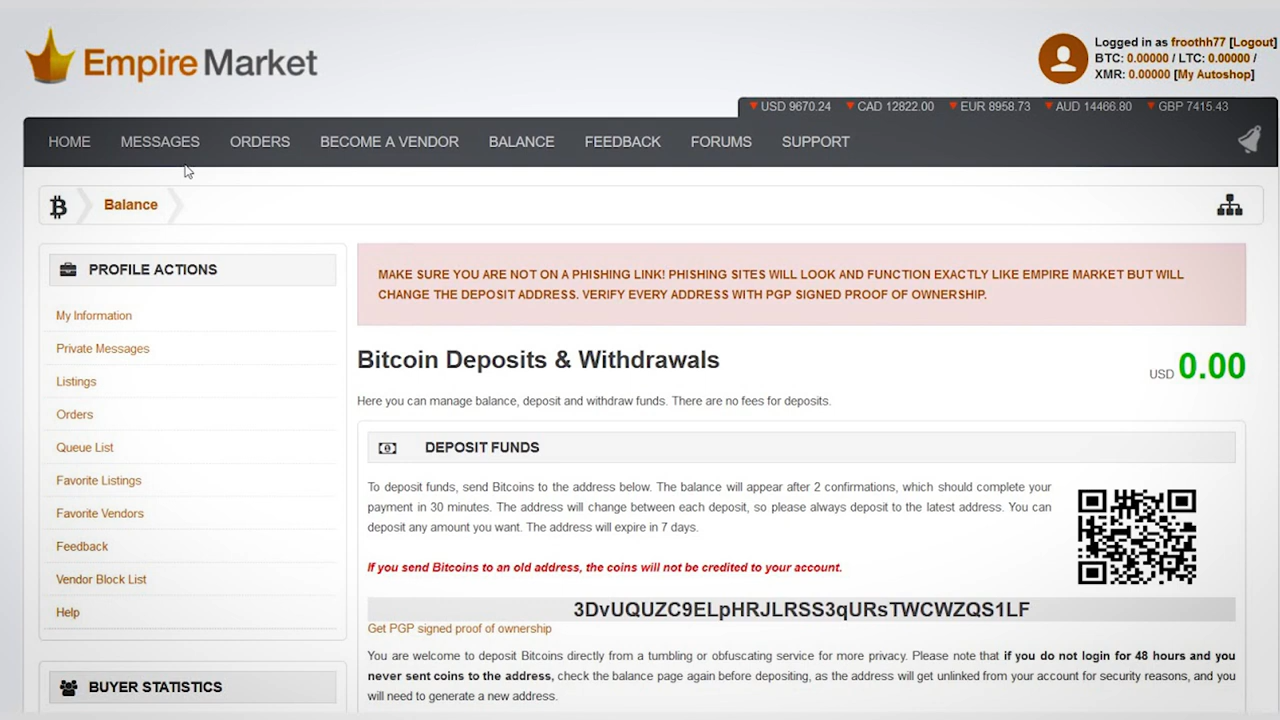 Empire Market
Logged in as froothh77 [Logout]
BTC: 0.00000 / LTC: 0.00000 /
XMR: 0.00000 [My Autoshop]
USD 9670.24 CAD 12822.00 EUR 8958.73 AUD 14466.80 GBP 7415.43
HOME MESSAGES ORDERS BECOME A VENDOR BALANCE FEEDBACK FORUMS SUPPORT
Balance
PROFILE ACTIONS
My Information
Private Messages
Listings
Orders
Queue List
Favorite Listings
Favorite Vendors
Feedback
Vendor Block List
Help
BUYER STATISTICS
MAKE SURE YOU ARE NOT ON A PHISHING LINK! PHISHING SITES WILL LOOK AND FUNCTION EXACTLY LIKE EMPIRE MARKET BUT WILL
CHANGE THE DEPOSIT ADDRESS. VERIFY EVERY ADDRESS WITH PGP SIGNED PROOF OF OWNERSHIP.
Bitcoin Deposits & Withdrawals
USD 0.00
Here you can manage balance, deposit and withdraw funds. There are no fees for deposits.
DEPOSIT FUNDS
To deposit funds, send Bitcoins to the address below. The balance will appear after 2 confirmations, which should complete your
payment in 30 minutes. The address will change between each deposit, so please always deposit to the latest address. You can
deposit any amount you want. The address will expire in 7 days.
If you send Bitcoins to an old address, the coins will not be credited to your account.
3DvUQUZC9ELpHRJLRSS3qURsTWCWZQS1LF
Get PGP signed proof of ownership
You are welcome to deposit Bitcoins directly from a tumbling or obfuscating service for more privacy. Please note that if you do not login for 48 hours and you
never sent coins to the address, check the balance page again before depositing, as the address will get unlinked from your account for security reasons, and you
will need to generate a new address.